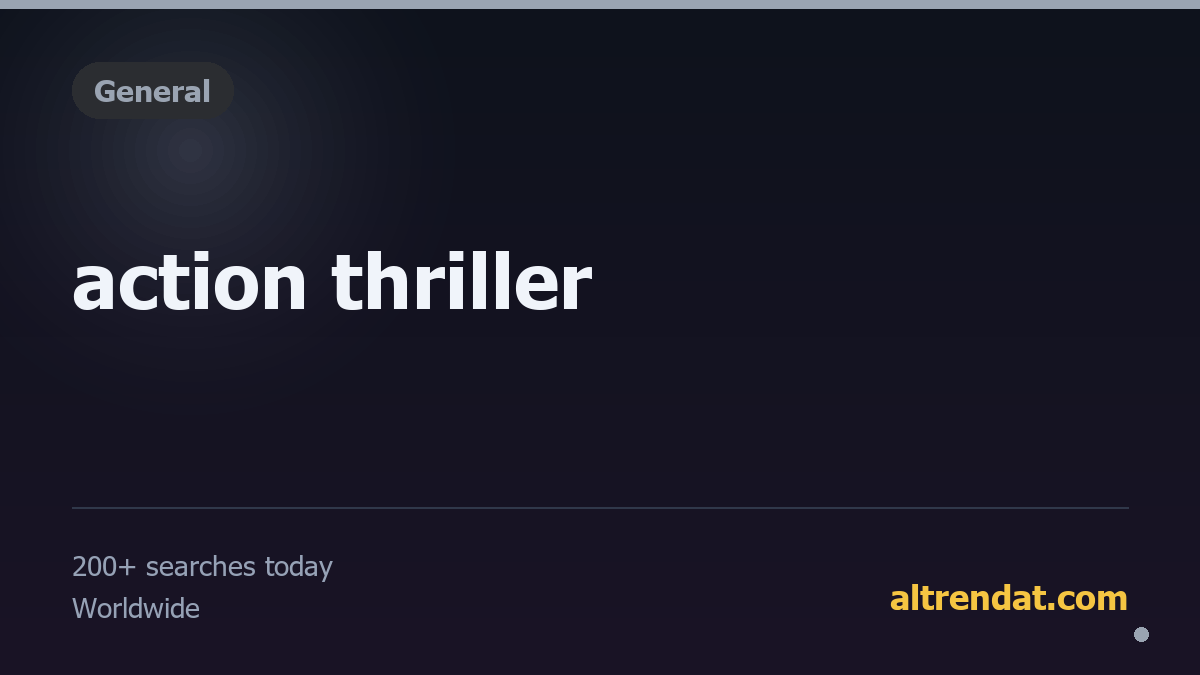 General
action thriller
200+ searches today
Worldwide
altrendat.com